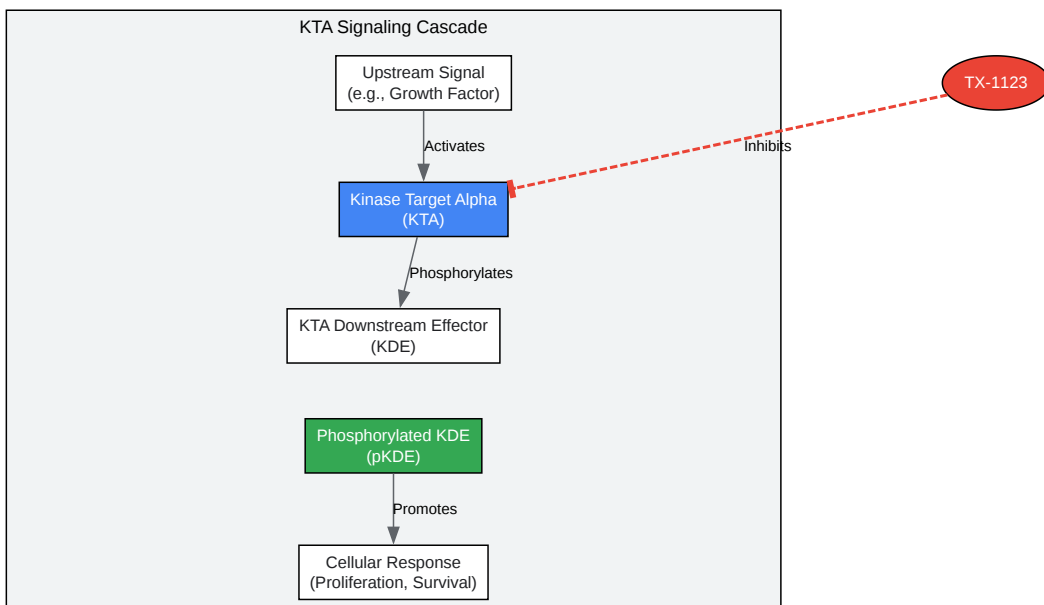 KTA Signaling Cascade
Upstream Signal
(e.g., Growth Factor)
TX-1123
Activates
Inhibits
Kinase Target Alpha
(KTA)
Phosphorylates
KTA Downstream Effector
(KDE)
Phosphorylated KDE
(pKDE)
Promotes
Cellular Response
(Proliferation, Survival)